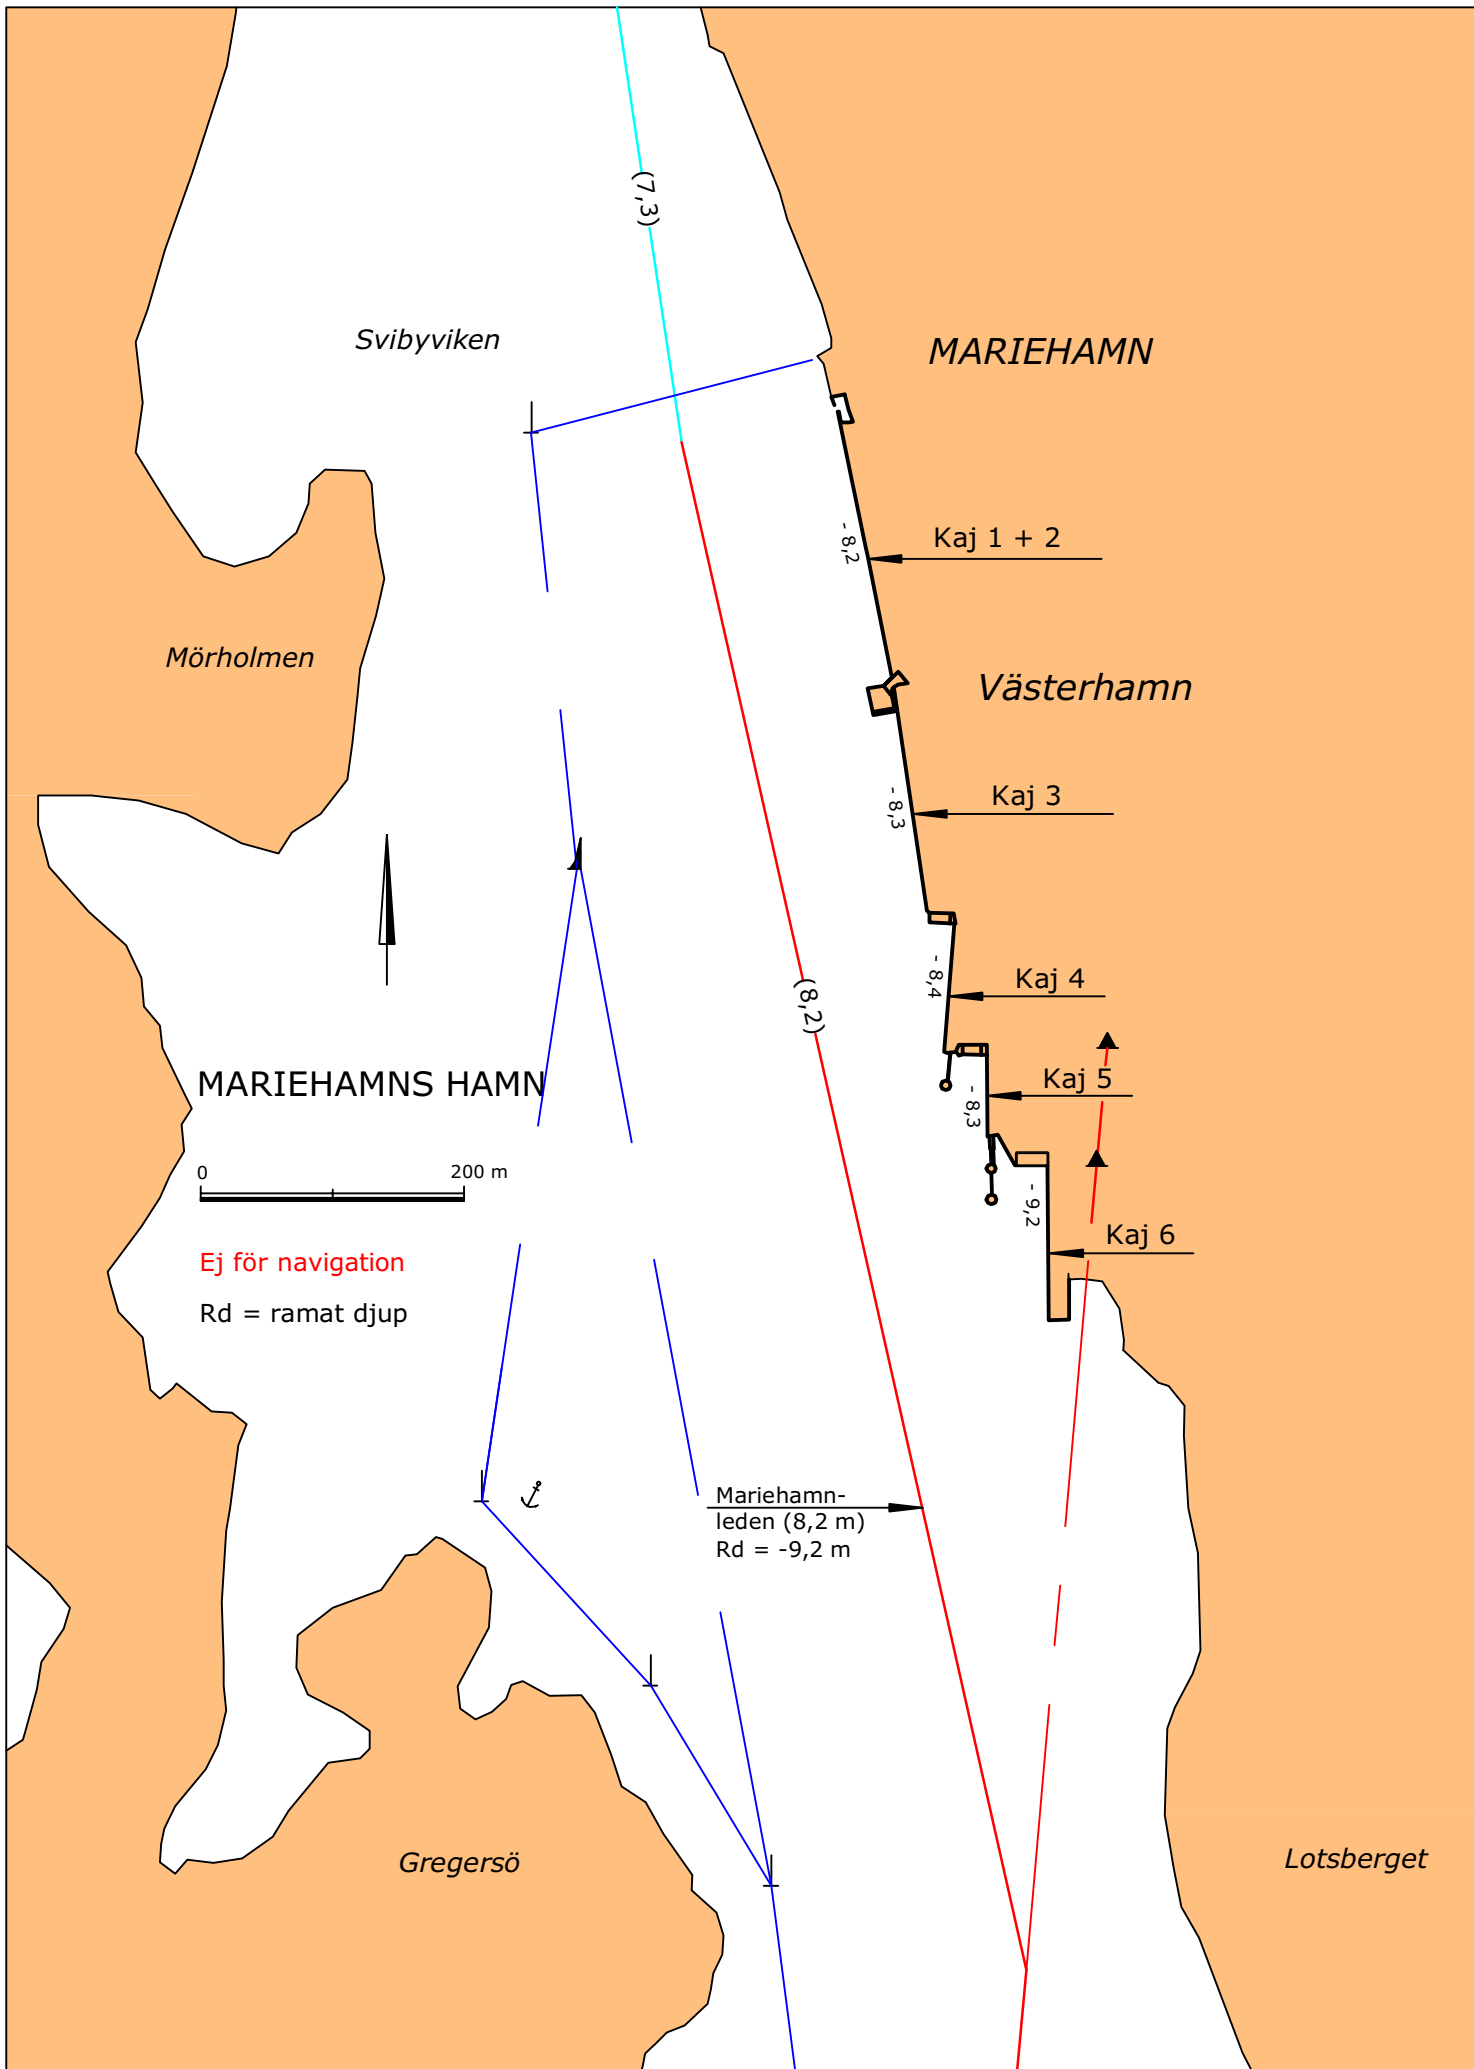 (7,3)
Svibyviken
MARIEHAMN
- 8,2
Kaj 1 + 2
Mörholmen
Västerhamn
- 8,3
Kaj 3
- 8,4
Kaj 4
(8,2)
MARIEHAMNS HAMN
- 8,3
Kaj 5
0 200 m
- 9,2
Kaj 6
Ej för navigation
Rd = ramat djup
Mariehamn-
leden (8,2 m)
Rd = -9,2 m
Gregersö
Lotsberget